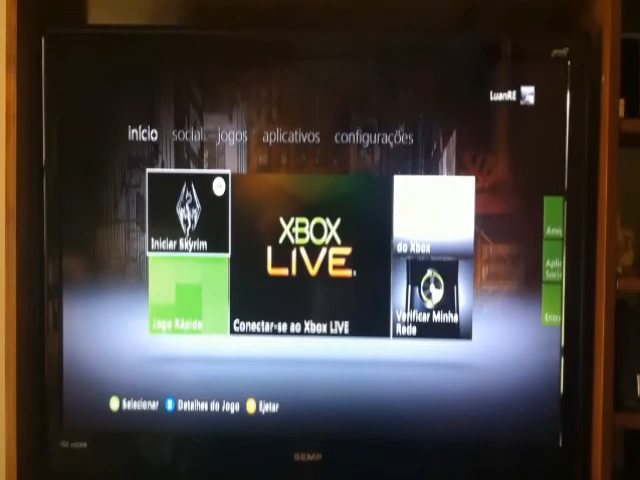 LuanRE
início social jogos aplicativos configurações
Iniciar Skyrim
XBOX
LIVE
do Xbox
Jogo Rápido
Conectar-se ao Xbox LIVE
Verificar Minha
Rede
Selecionar Detalhes do Jogo Ejetar
SEMP